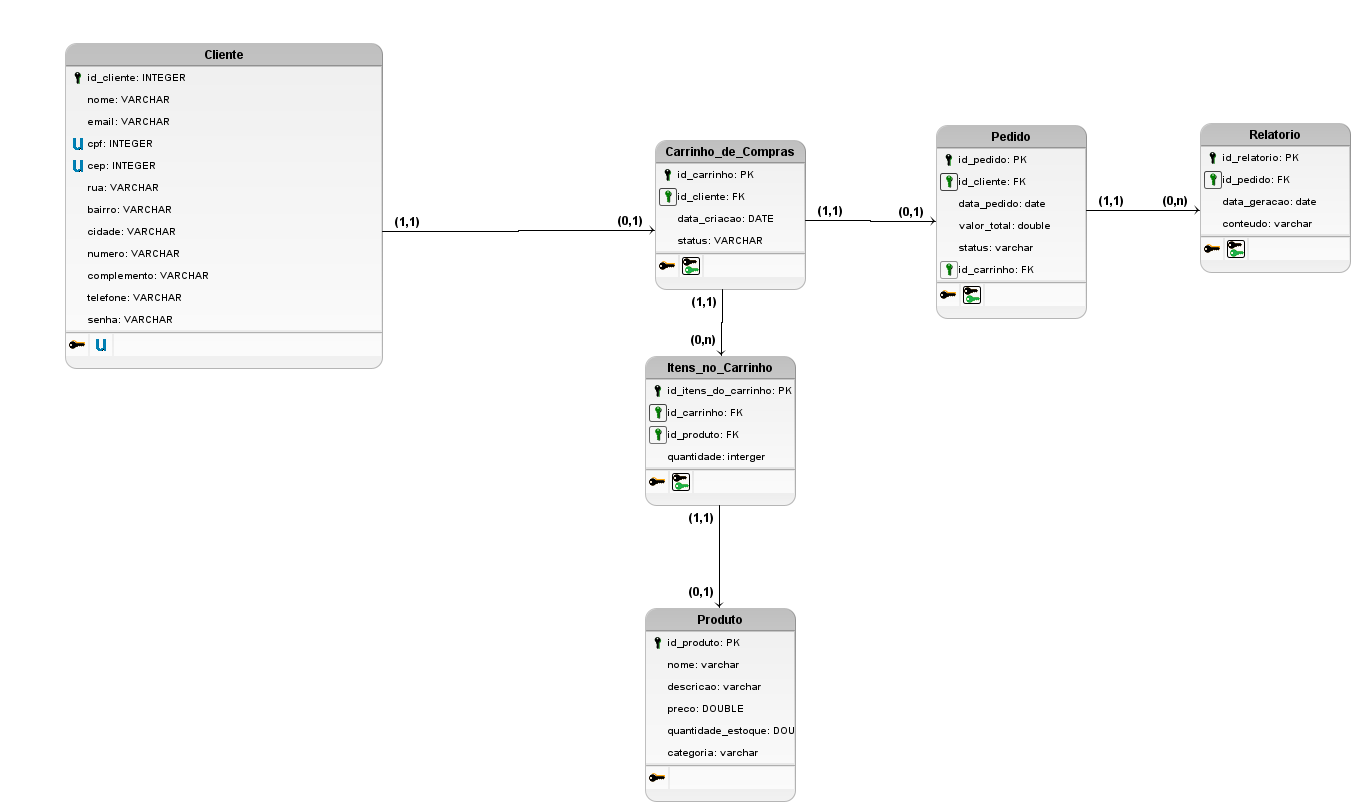 Cliente
id_cliente: INTEGER
nome: VARCHAR
email: VARCHAR
U cpf: INTEGER
U cep: INTEGER
rua: VARCHAR
bairro: VARCHAR
cidade: VARCHAR
numero: VARCHAR
complemento: VARCHAR
telefone: VARCHAR
senha: VARCHAR
U
(1,1)
(0,1)
Carrinho_de_Compras
id_carrinho: PK
id_cliente: FK
data_criacao: DATE
status: VARCHAR
(1,1)
(0,1)
Pedido
id_pedido: PK
id_cliente: FK
data_pedido: date
valor_total: double
status: varchar
id_carrinho: FK
(1,1)
(0,n)
Relatorio
id_relatorio: PK
id_pedido: FK
data_geracao: date
conteudo: varchar
(1,1)
(0,n)
Itens_no_Carrinho
id_itens_do_carrinho: PK
id_carrinho: FK
id_produto: FK
quantidade: interger
(1,1)
(0,1)
Produto
id_produto: PK
nome: varchar
descricao: varchar
preco: DOUBLE
quantidade_estoque: DOU
categoria: varchar